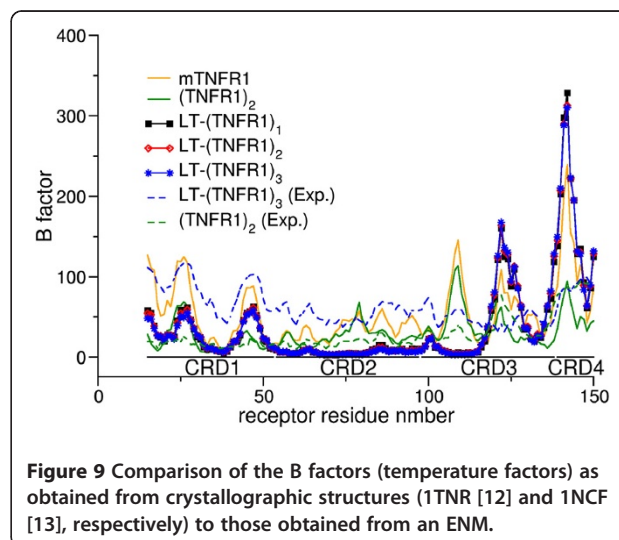 400
300
200
100
0
B factor
mTNFR1
(TNFR1)₂
LT-(TNFR1)₁
LT-(TNFR1)₂
LT-(TNFR1)₃
LT-(TNFR1)₃ (Exp.)
(TNFR1)₂ (Exp.)
CRD1 CRD2 CRD3 CRD4
0 50 100 150
receptor residue nmber
Figure 9 Comparison of the B factors (temperature factors) as
obtained from crystallographic structures (1TNR [12] and 1NCF
[13], respectively) to those obtained from an ENM.